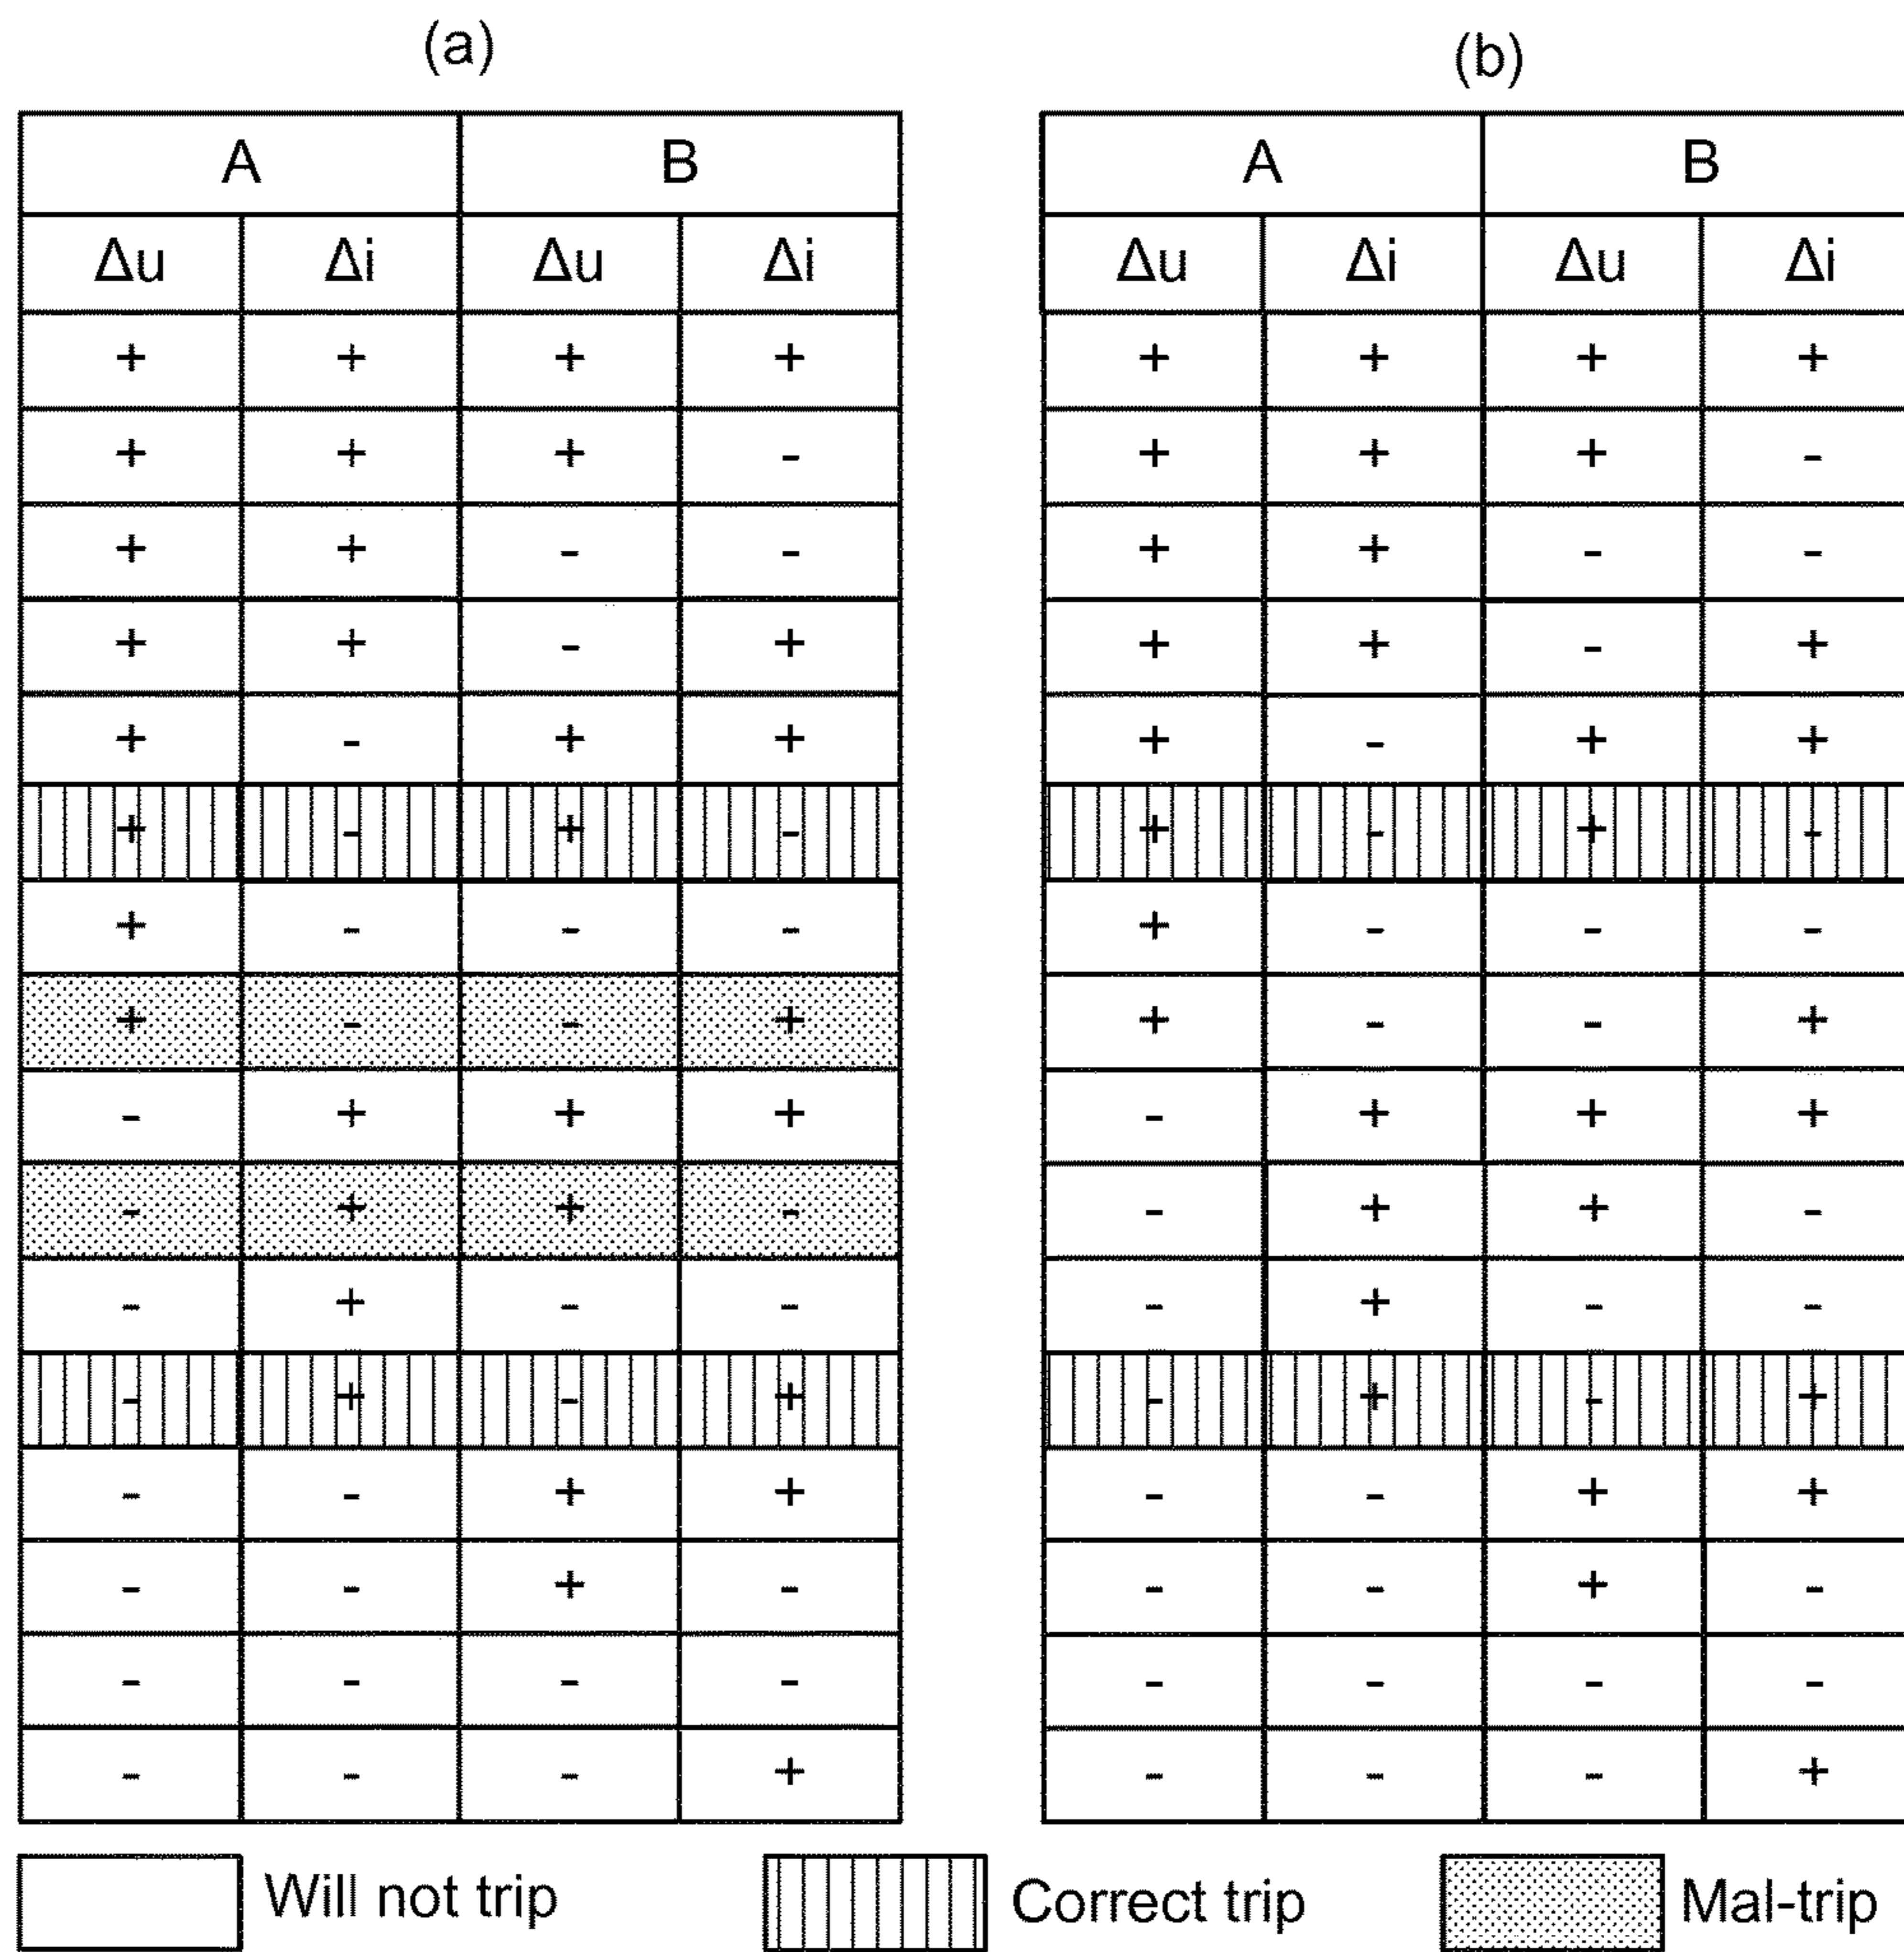 (a) (b)
A B A B
Δu Δi Δu Δi Δu Δi Δu Δi
+ + + + + + + +
+ + + - + + + -
+ + - - + + - -
+ + - + + + - +
+ - + + + - + +
+ - + - + - + -
+ - - - + - - -
+ - - + + - - +
- + + + - + + +
- + + - - + + -
- + - - - + - -
- + - + - + - +
- - + + - - + +
- - + - - - + -
- - - - - - - -
- - - + - - - +
Will not trip Correct trip Mal-trip